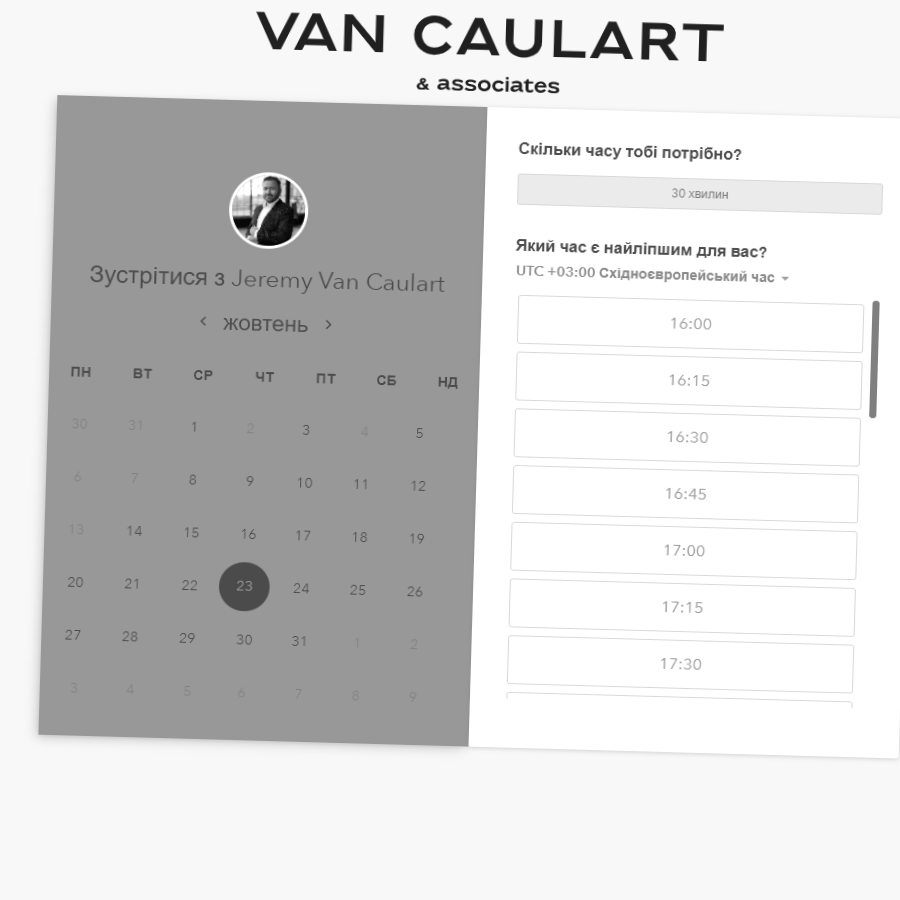 VAN CAULART
& associates
Зустрітися з Jeremy Van Caulart
жовтень
ПН ВТ СР ЧТ ПТ СБ НД
30 31 1 2 3 4 5
6 7 8 9 10 11 12
13 14 15 16 17 18 19
20 21 22 23 24 25 26
27 28 29 30 31 1 2
3 4 5 6 7 8 9
Скільки часу тобі потрібно?
30 хвилин
Який час є найліпшим для вас?
UTC +03:00 Східноєвропейський час
16:00
16:15
16:30
16:45
17:00
17:15
17:30